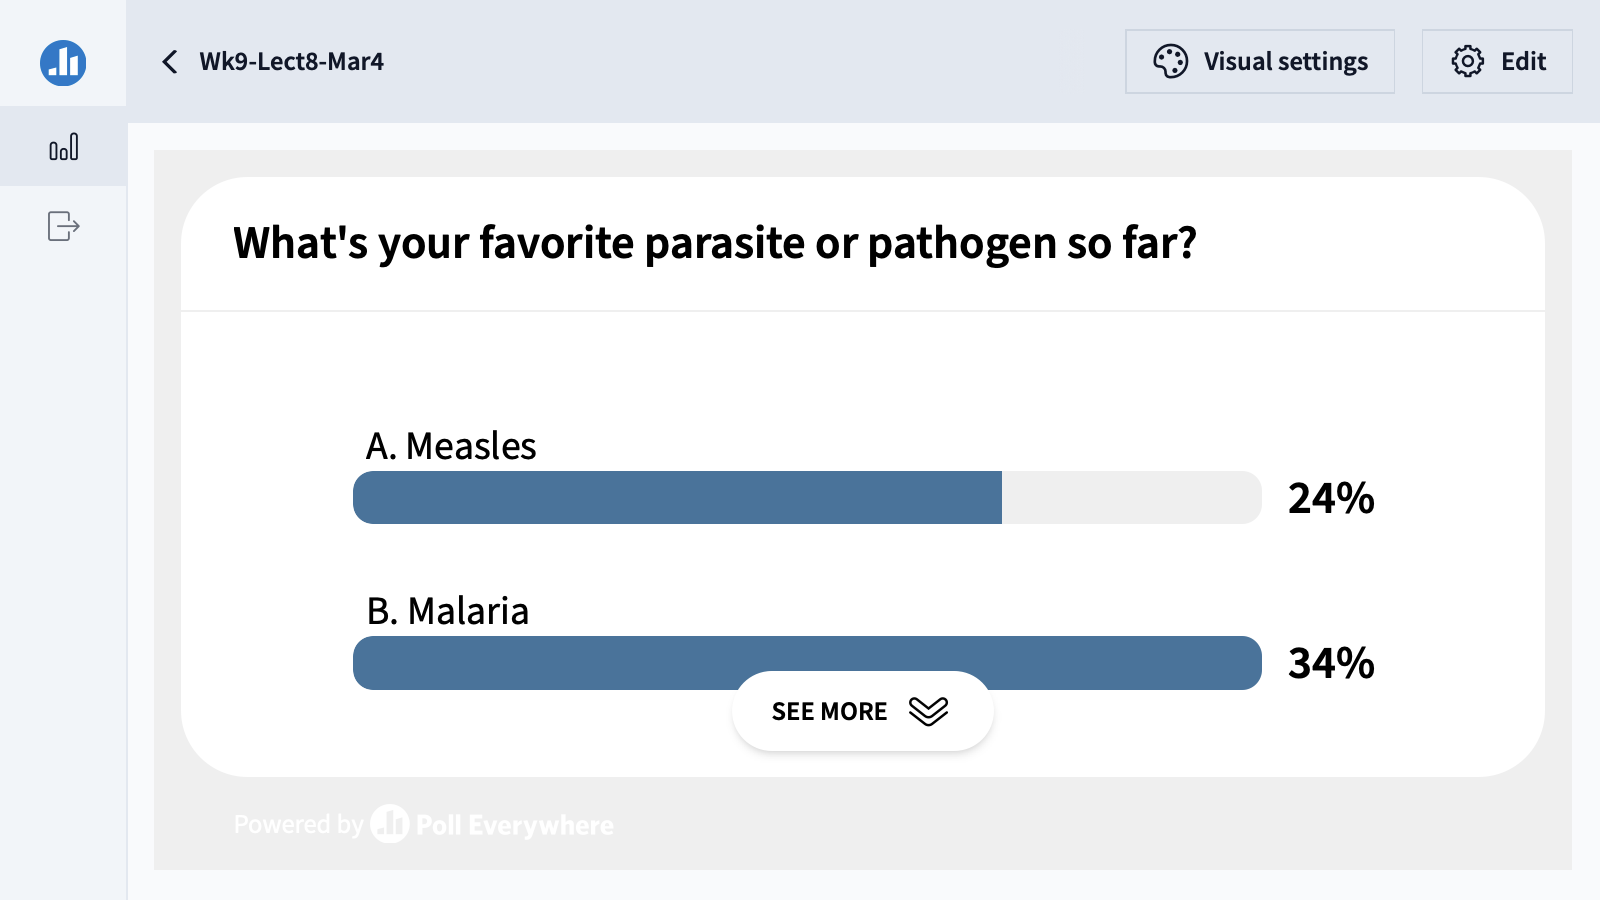 Wk9-Lect8-Mar4
Visual settings
Edit
What's your favorite parasite or pathogen so far?
A. Measles
24%
B. Malaria
34%
SEE MORE
Powered by Poll Everywhere